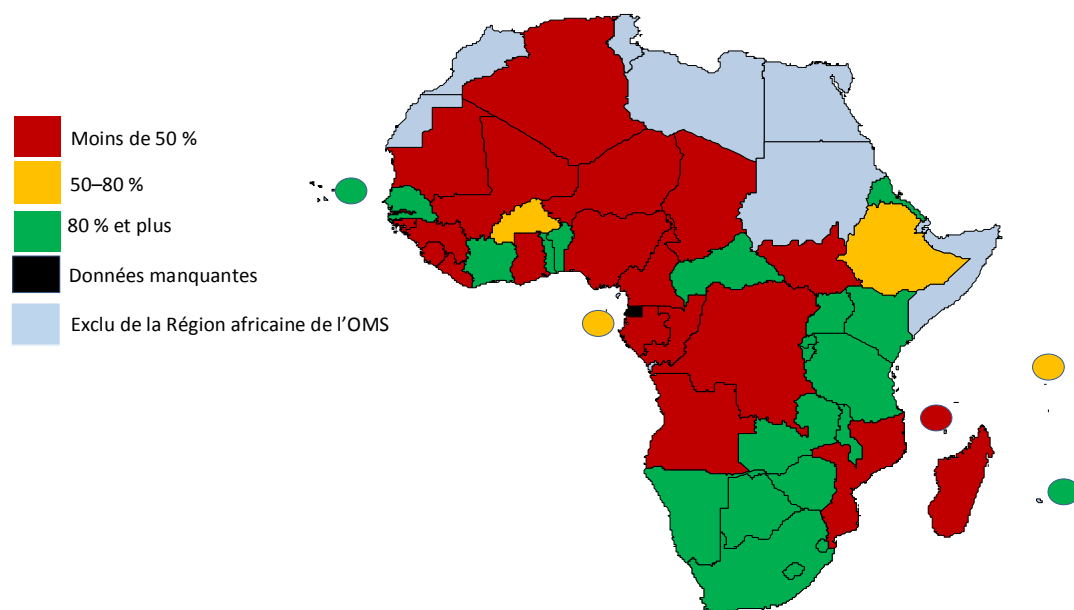 Moins de 50 %
50–80 %
80 % et plus
Données manquantes
Exclu de la Région africaine de l’OMS